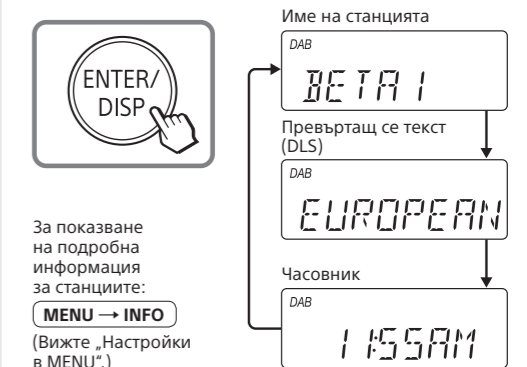 ENTER/
DISP
За показване
на подробна
информация
за станциите:
MENU → INFO
(Вижте „Настройки
в MENU“.)
Име на станцията
DAB
BETA 1
Превъртащ се текст
(DLS)
DAB
EUROPEAN
Часовник
DAB
11:55AM